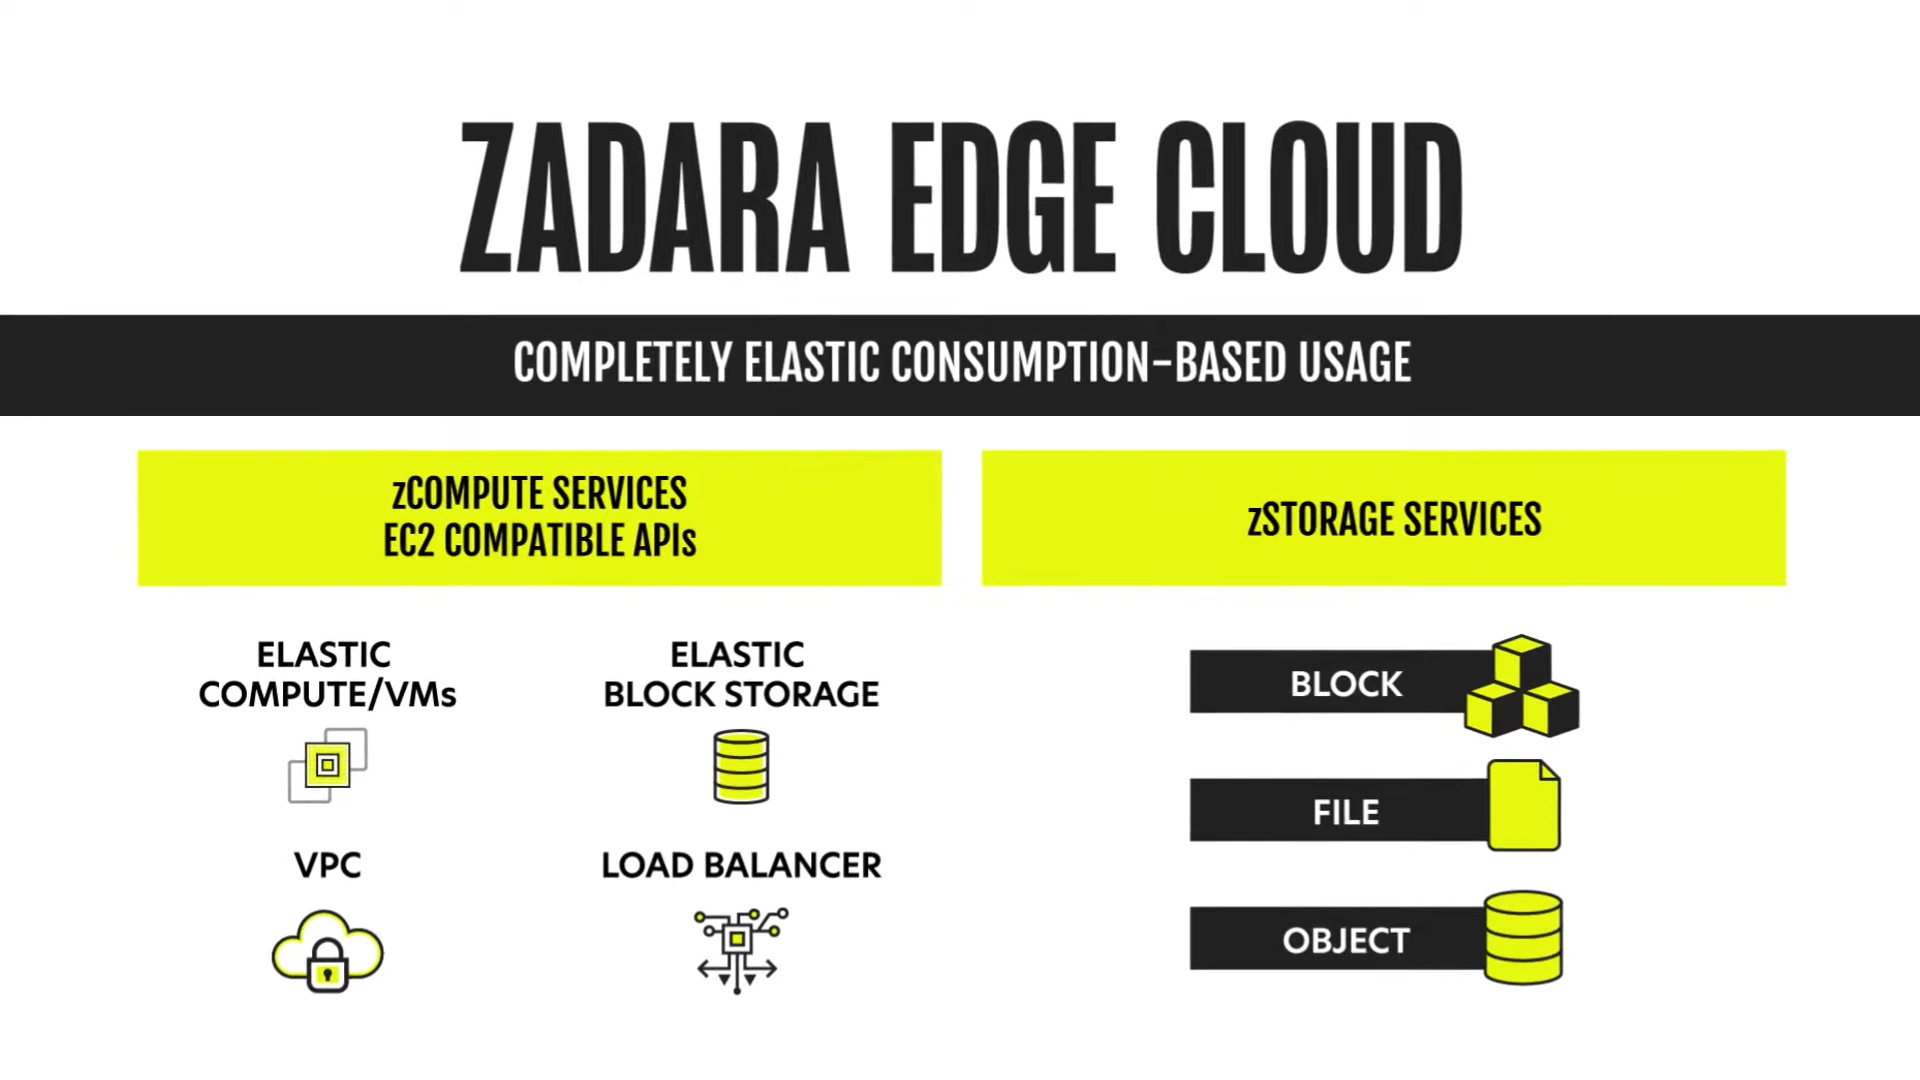 ZADARA EDGE CLOUD
COMPLETELY ELASTIC CONSUMPTION-BASED USAGE
zCOMPUTE SERVICES
EC2 COMPATIBLE APIs
ELASTIC
COMPUTE/VMs
ELASTIC
BLOCK STORAGE
VPC
LOAD BALANCER
zSTORAGE SERVICES
BLOCK
FILE
OBJECT